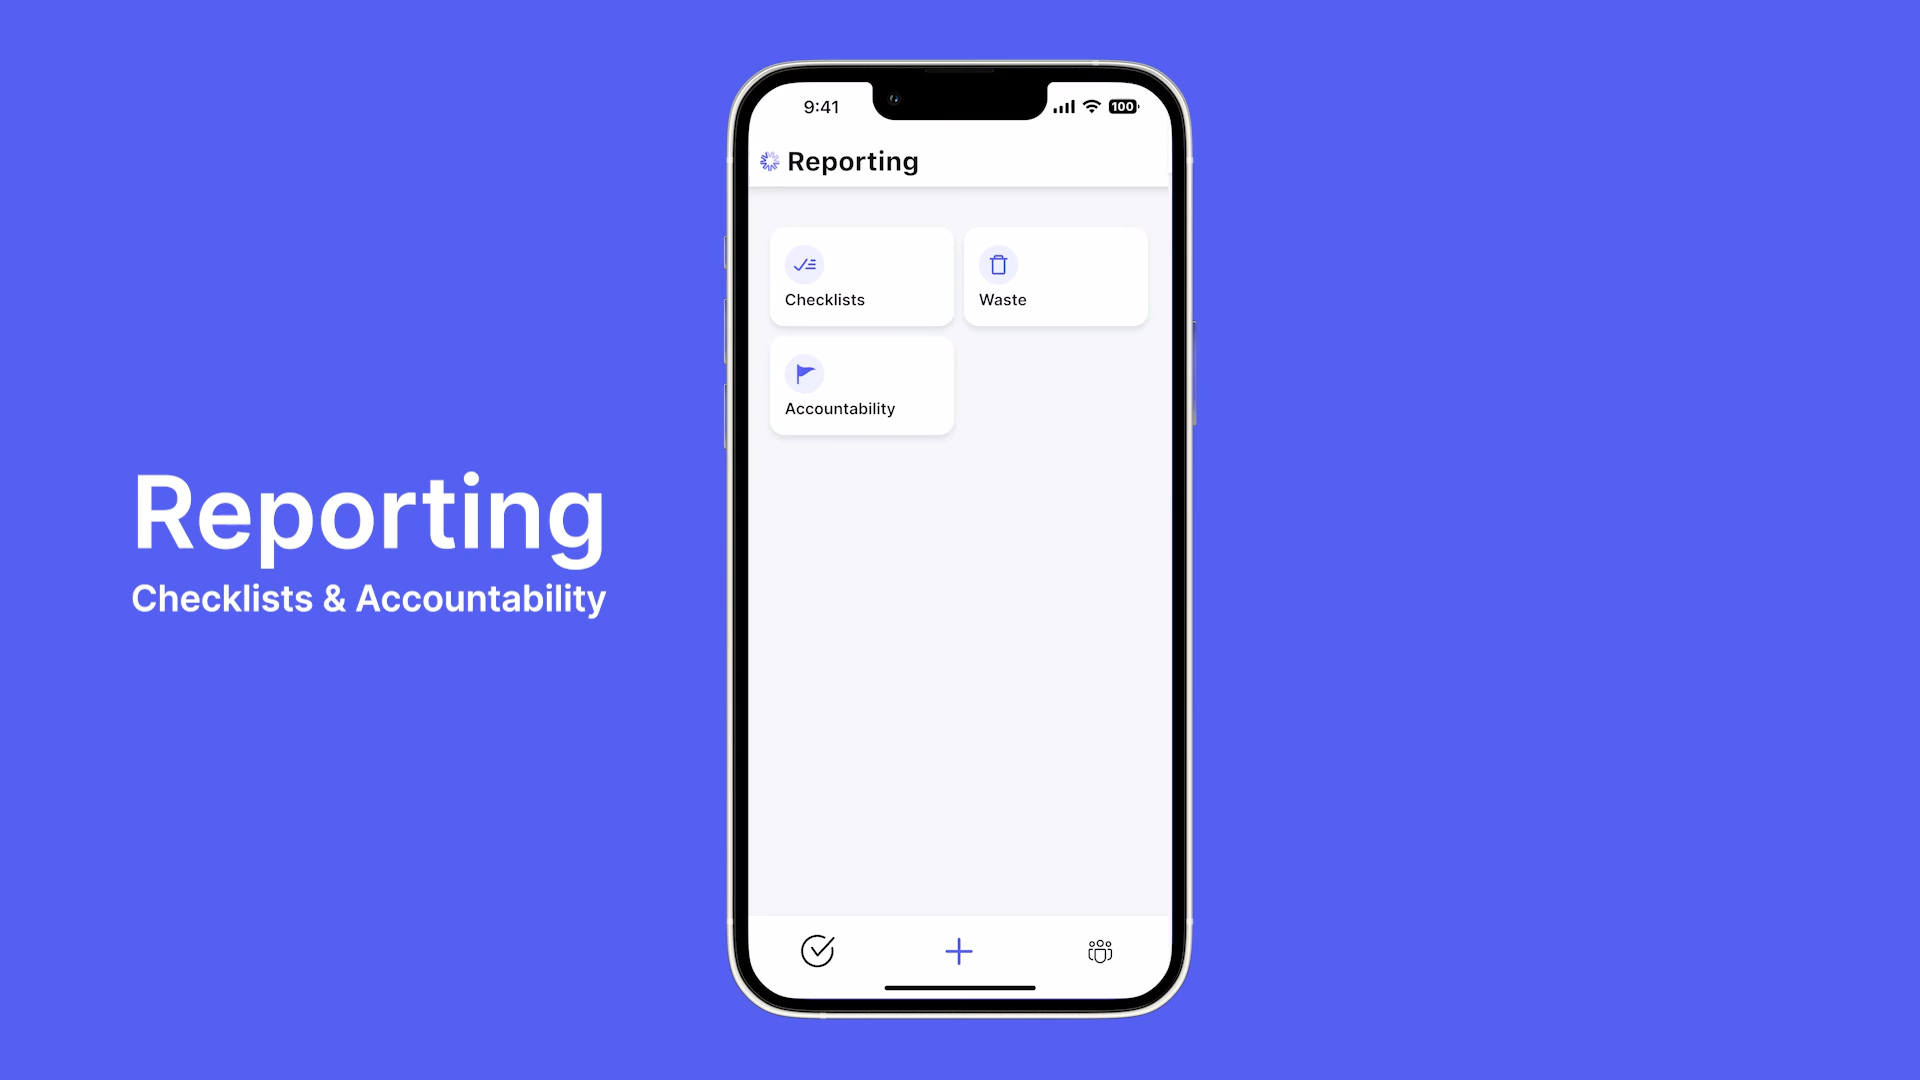 Reporting
Checklists & Accountability
9:41
100
Reporting
Checklists
Waste
Accountability